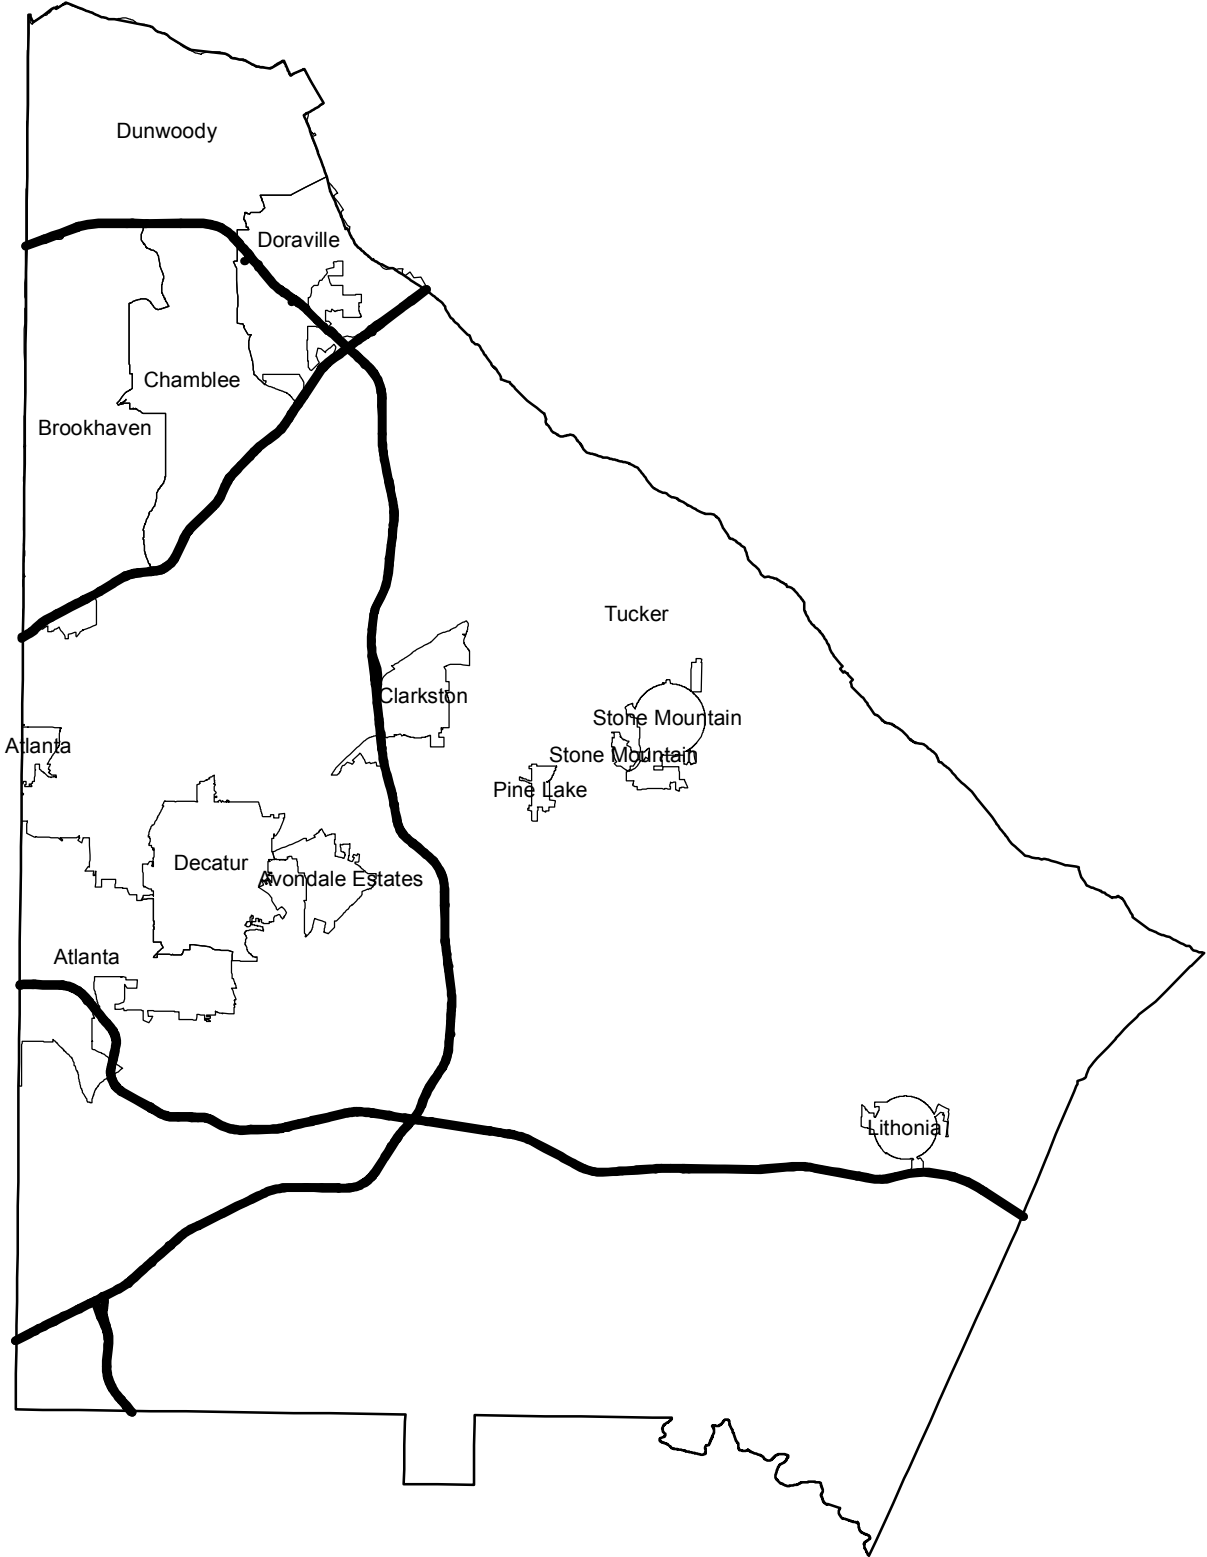 Dunwoody
Doraville
Chamblee
Brookhaven
Tucker
Clarkston
Stone Mountain
Atlanta
Stone Mountain
Pine Lake
Decatur
Avondale Estates
Atlanta
Lithonia